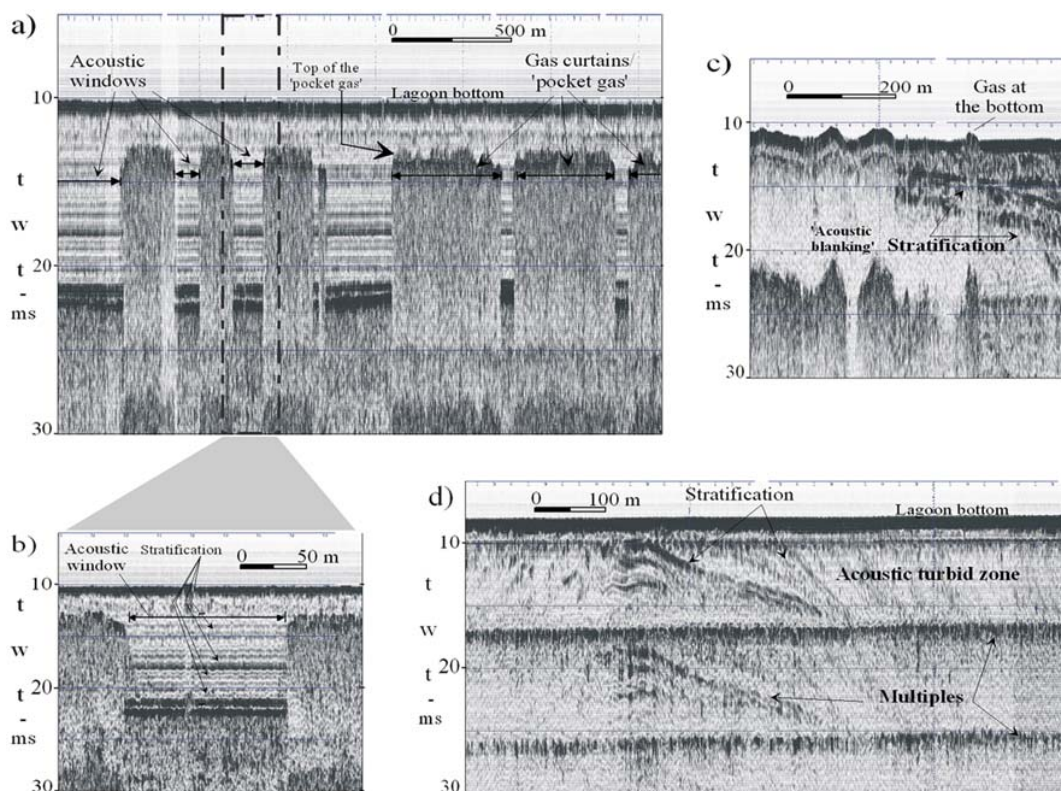 a)
0 500 m
Acoustic
windows
Top of the
'pocket gas'
Lagoon bottom
Gas curtains/
'pocket gas'
10
t
w
20
t
-
ms
30
c)
0 200 m
Gas at
the bottom
10
t
w
'Acoustic
blanking'
Stratification
20
t
-
ms
30
b)
Acoustic
window
Stratification
0 50 m
10
t
w
20
t
-
ms
30
d)
0 100 m
Stratification
Lagoon bottom
10
t
Acoustic turbid zone
w
20
t
Multiples
-
ms
30